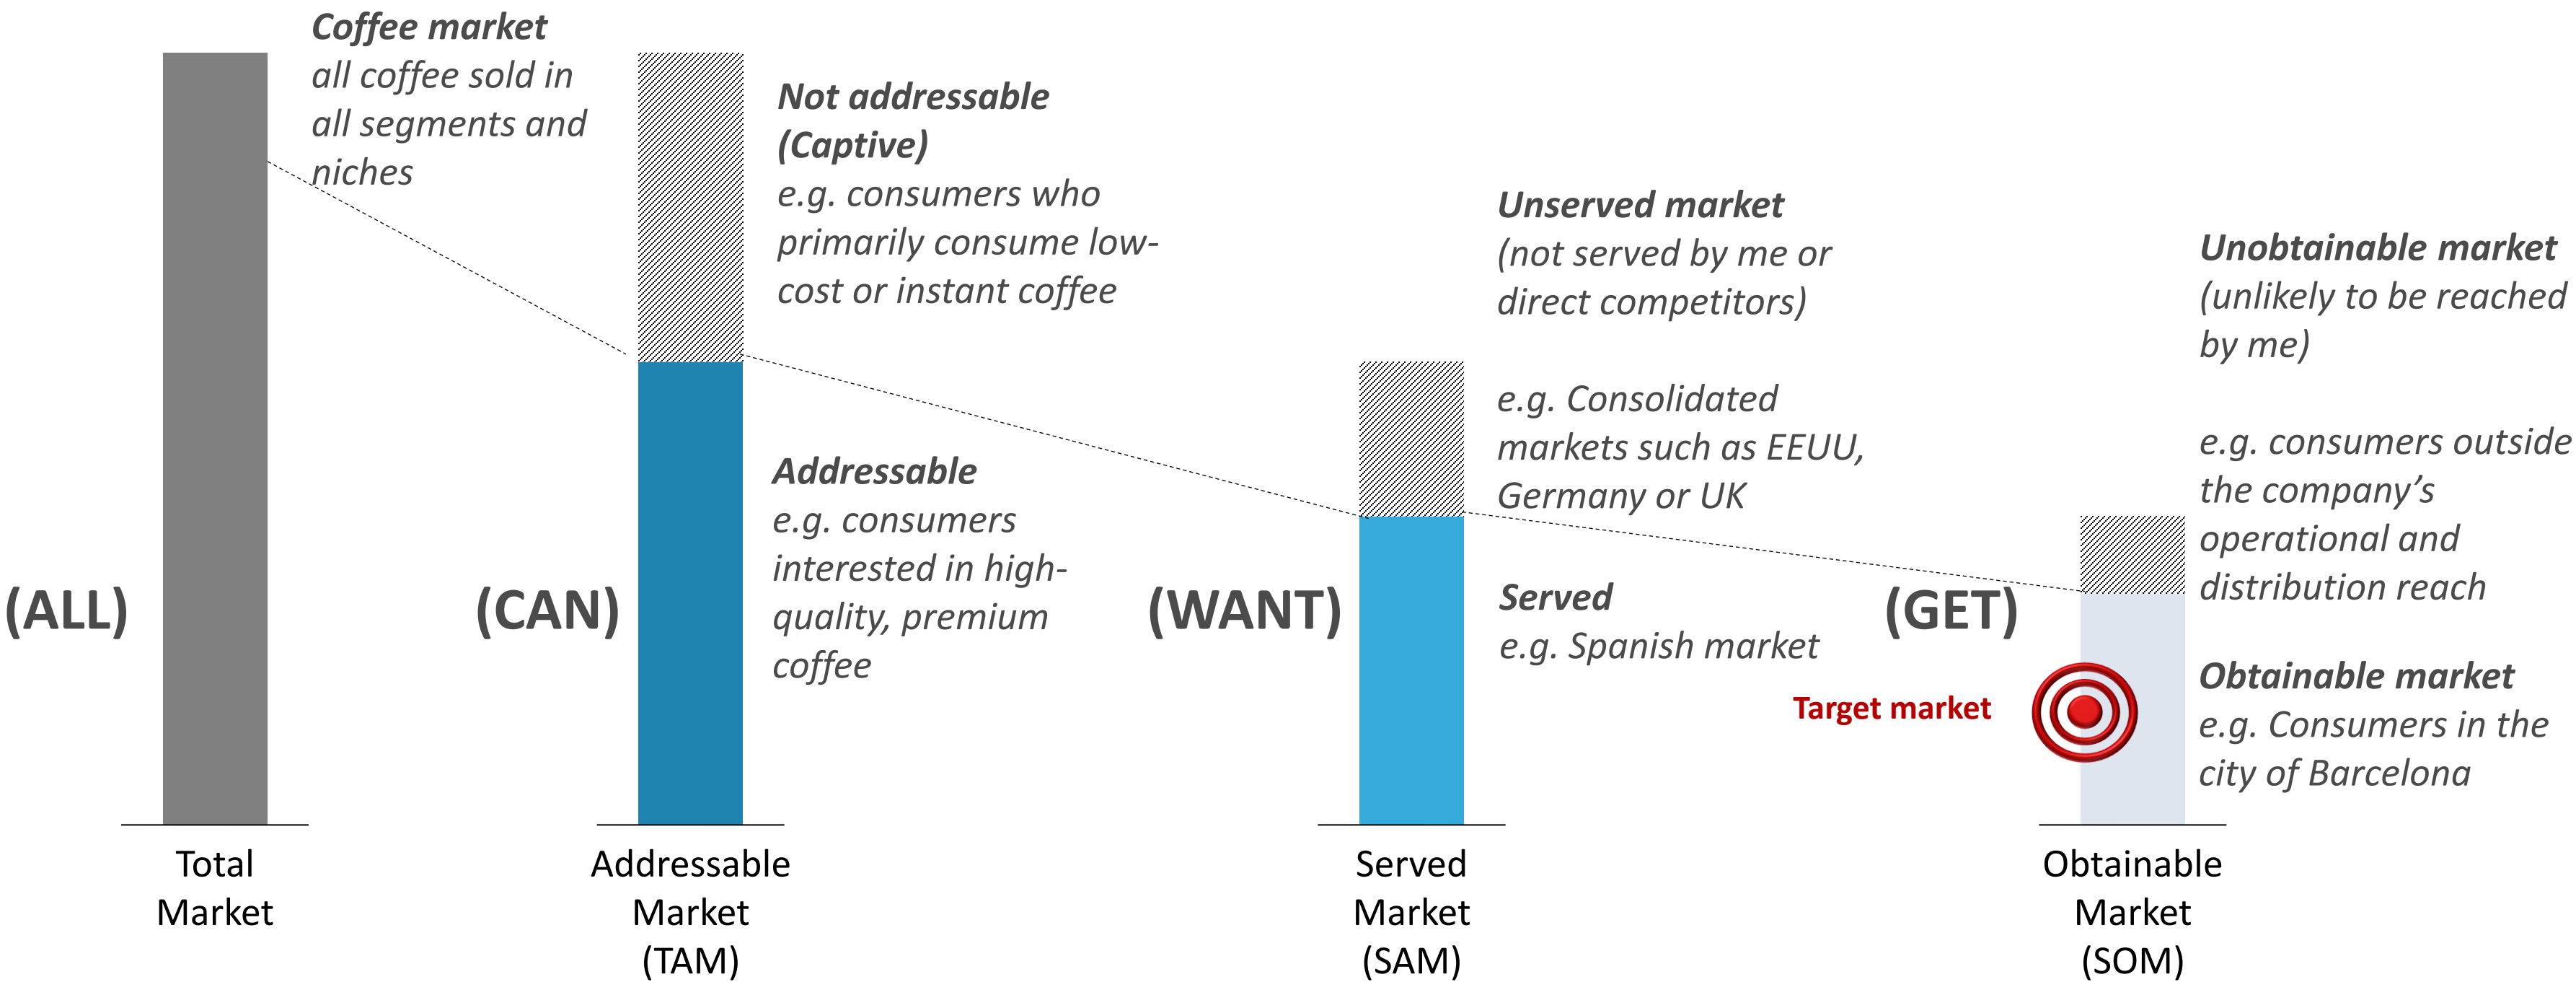 Coffee market
all coffee sold in
all segments and
niches
Not addressable
(Captive)
e.g. consumers who
primarily consume low-
cost or instant coffee
Unserved market
(not served by me or
direct competitors)
e.g. Consolidated
markets such as EEUU,
Germany or UK
Unobtainable market
(unlikely to be reached
by me)
e.g. consumers outside
the company’s
operational and
distribution reach
Addressable
e.g. consumers
interested in high-
quality, premium
coffee
Served
e.g. Spanish market
Obtainable market
e.g. Consumers in the
city of Barcelona
(ALL)
(CAN)
(WANT)
(GET)
Target market
Total
Market
Addressable
Market
(TAM)
Served
Market
(SAM)
Obtainable
Market
(SOM)